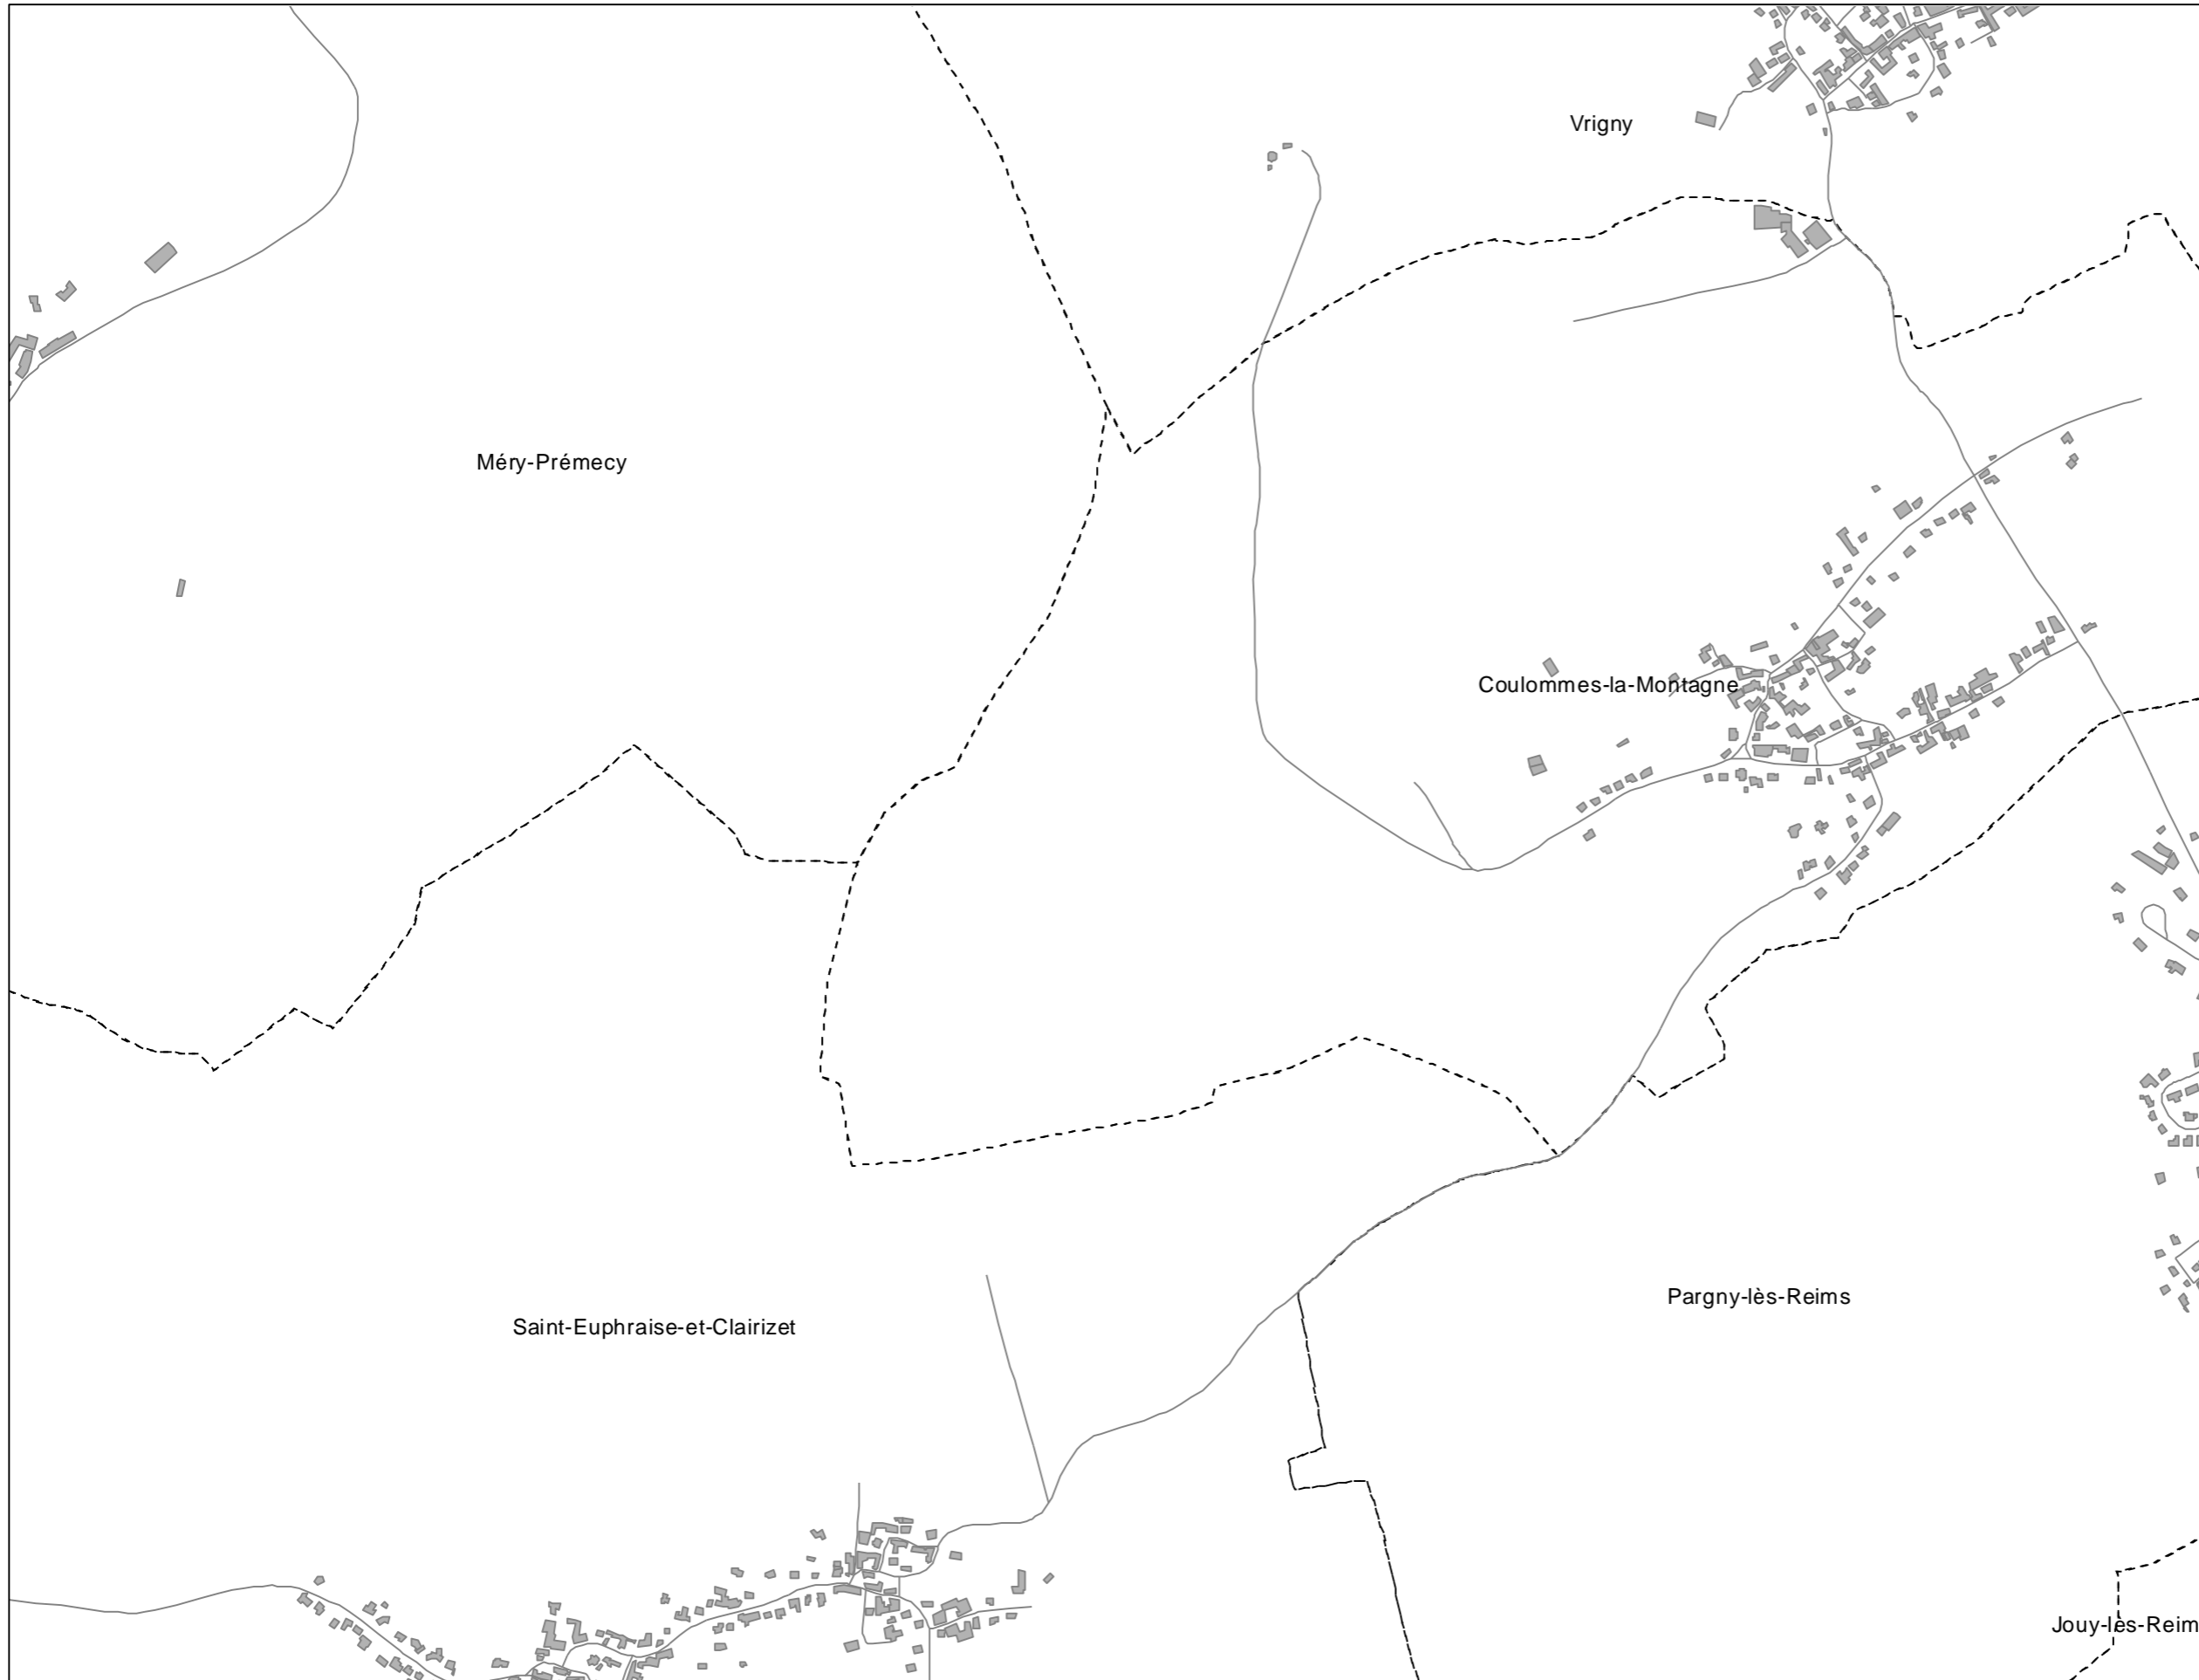 Vrigny
Méry-Prémecy
Coulommes-la-Montagne
Pargny-lès-Reims
Saint-Euphraise-et-Clairizet
Jouy-lès-Reim